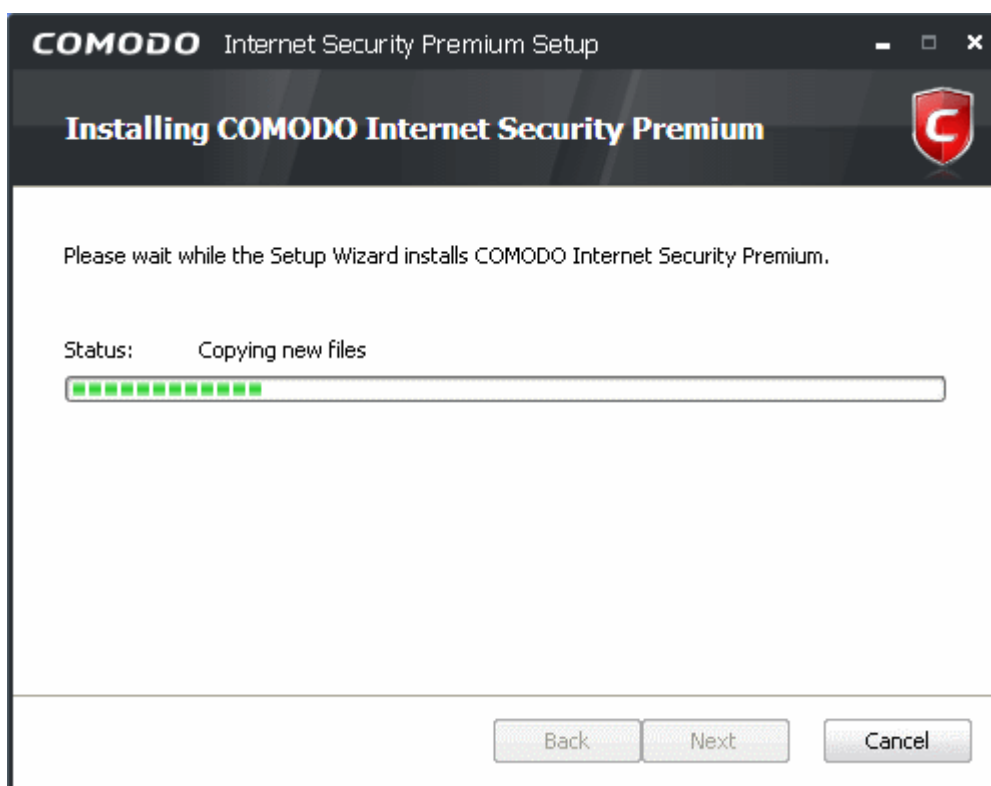 COMODO Internet Security Premium Setup
Installing COMODO Internet Security Premium
C
Please wait while the Setup Wizard installs COMODO Internet Security Premium.
Status: Copying new files
Back Next Cancel